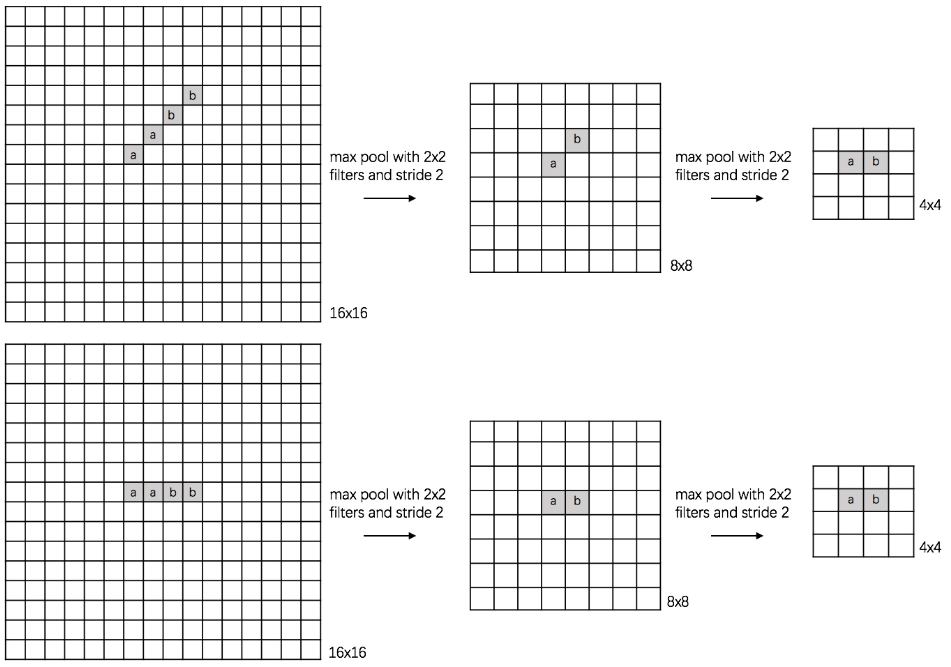 b
b
a
a
max pool with 2x2
filters and stride 2
16x16
b
a
max pool with 2x2
filters and stride 2
8x8
a b
4x4
a a b b
max pool with 2x2
filters and stride 2
16x16
a b
max pool with 2x2
filters and stride 2
8x8
a b
4x4